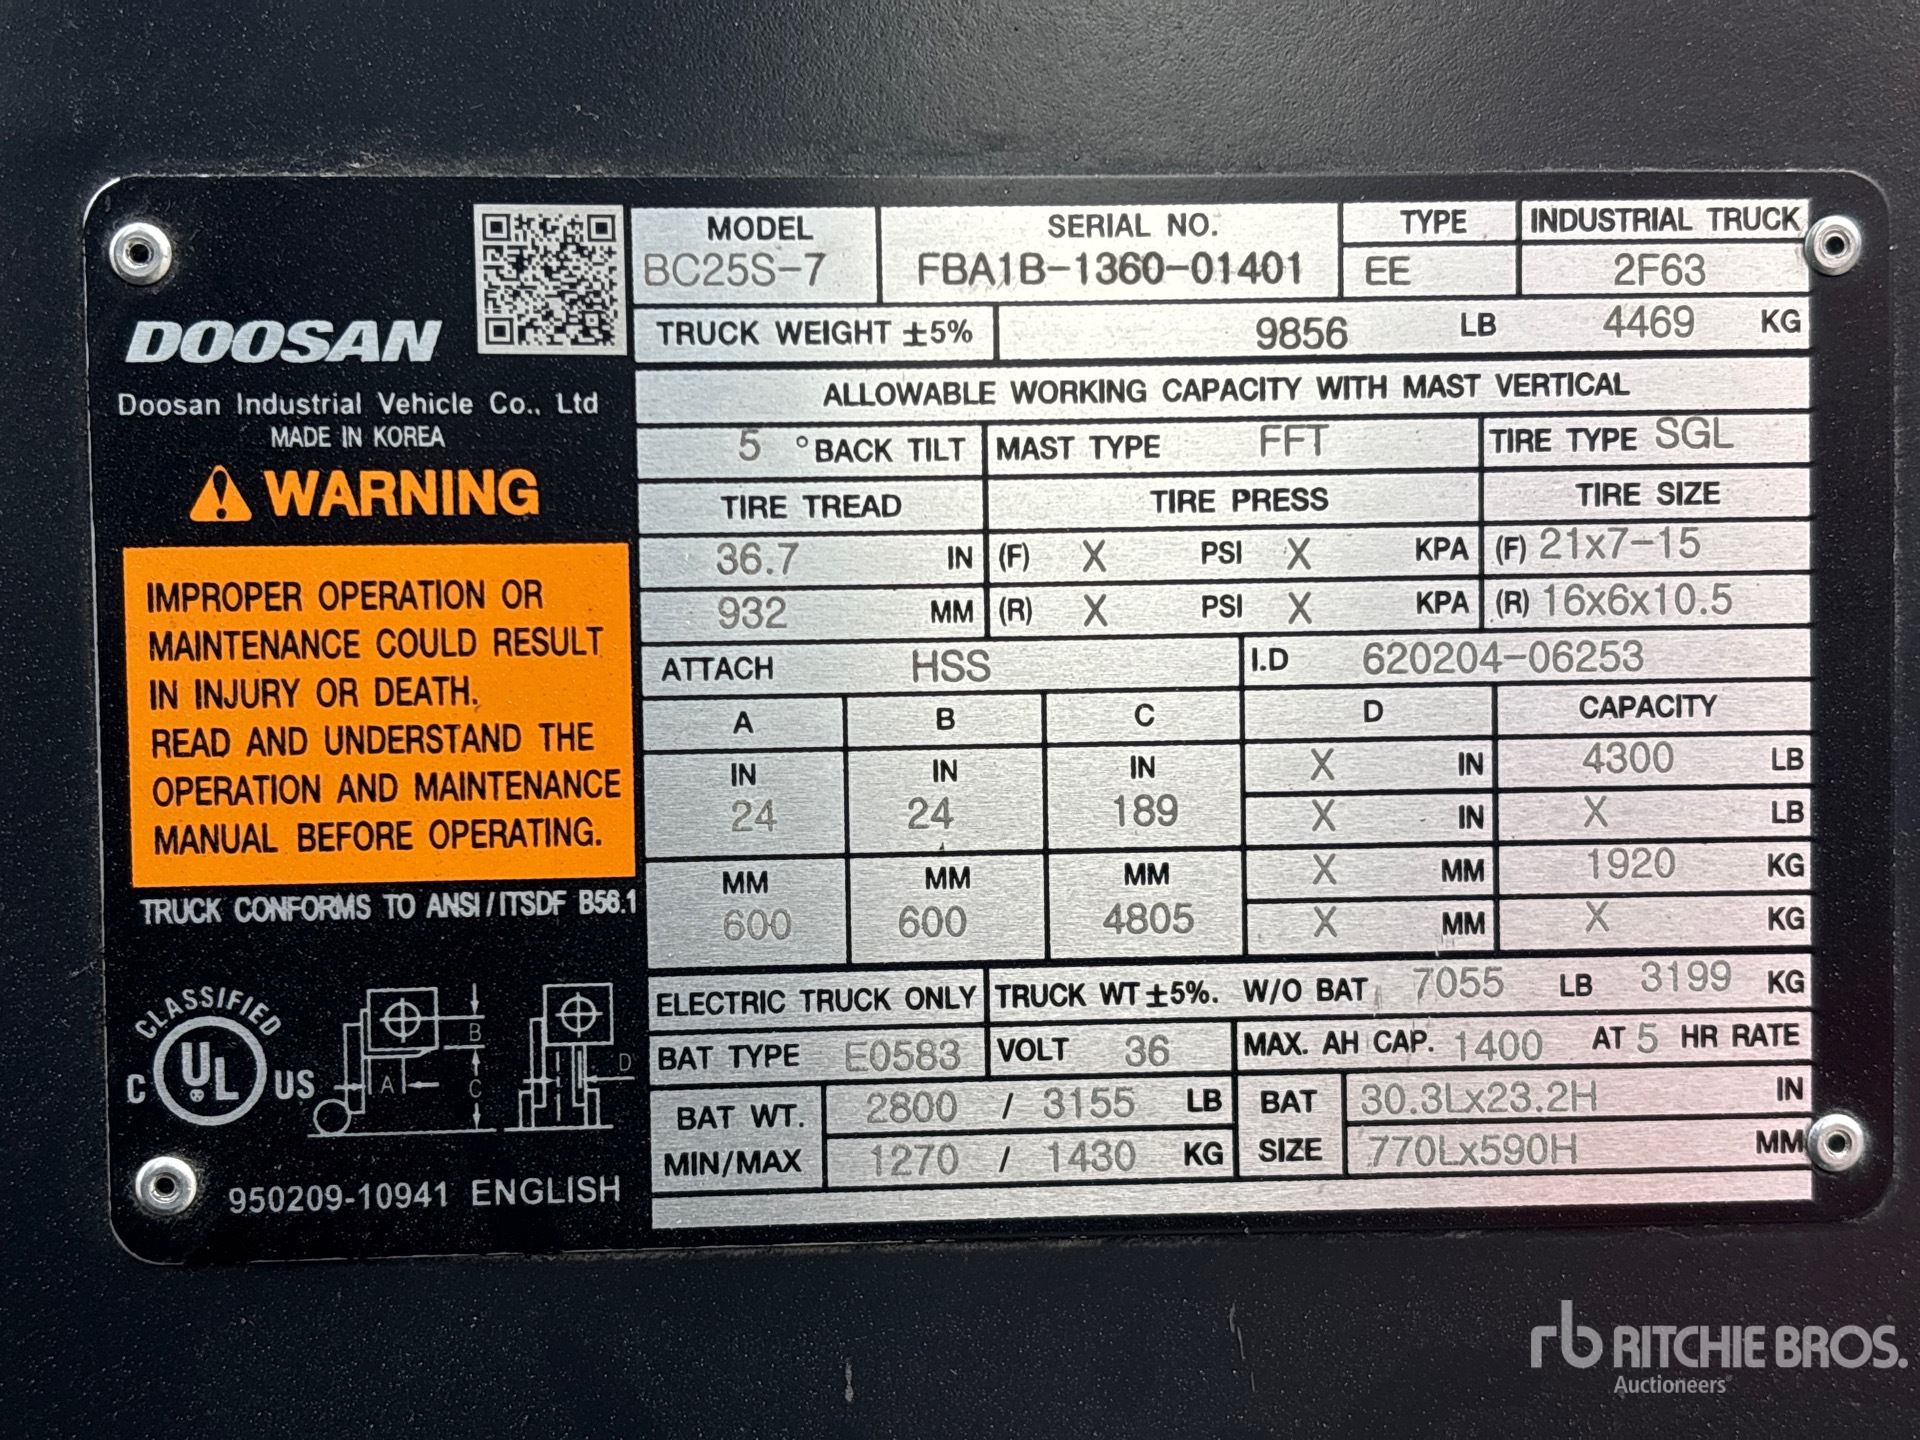 DOOSAN
Doosan Industrial Vehicle Co., Ltd
MADE IN KOREA
WARNING
IMPROPER OPERATION OR
MAINTENANCE COULD RESULT
IN INJURY OR DEATH.
READ AND UNDERSTAND THE
OPERATION AND MAINTENANCE
MANUAL BEFORE OPERATING.
TRUCK CONFORMS TO ANSI/ITSDF B56.1
CLASSIFIED
C UL US
A B C D
950209-10941 ENGLISH
MODEL SERIAL NO. TYPE INDUSTRIAL TRUCK
BC25S-7 FBA1B-1360-01401 EE 2F63
TRUCK WEIGHT ±5% 9856 LB 4469 KG
ALLOWABLE WORKING CAPACITY WITH MAST VERTICAL
5 °BACK TILT MAST TYPE FFT TIRE TYPE SGL
TIRE TREAD TIRE PRESS TIRE SIZE
36.7 IN (F) X PSI X KPA (F) 21x7-15
932 MM (R) X PSI X KPA (R) 16x6x10.5
ATTACH HSS I.D 620204-06253
A B C D CAPACITY
IN IN IN X IN 4300 LB
24 24 189 X IN X LB
MM MM MM X MM 1920 KG
600 600 4805 X MM X KG
ELECTRIC TRUCK ONLY TRUCK WT ±5%. W/O BAT 7055 LB 3199 KG
BAT TYPE E0583 VOLT 36 MAX. AH CAP. 1400 AT 5 HR RATE
BAT WT. 2800 / 3155 LB BAT 30.3Lx23.2H IN
MIN/MAX 1270 / 1430 KG SIZE 770Lx590H MM
rb RITCHIE BROS.
Auctioneers